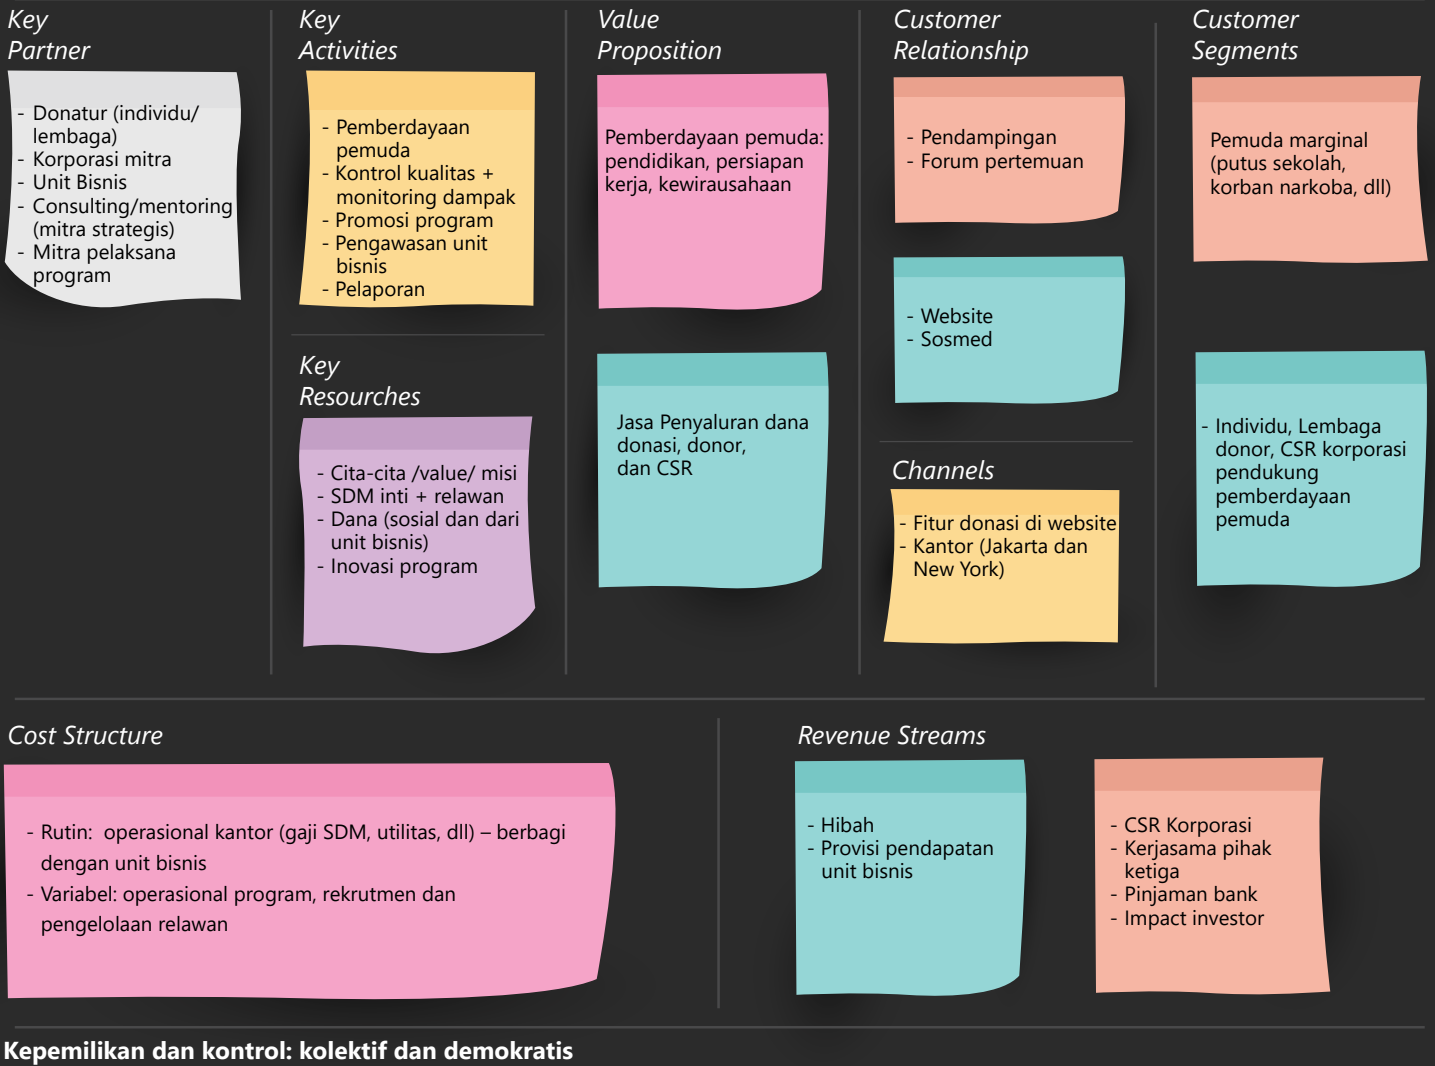 Key
Partner
- Donatur (individu/
lembaga)
- Korporasi mitra
- Unit Bisnis
- Consulting/mentoring
(mitra strategis)
- Mitra pelaksana
program
Key
Activities
- Pemberdayaan
pemuda
- Kontrol kualitas +
monitoring dampak
- Promosi program
- Pengawasan unit
bisnis
- Pelaporan
Key
Resourches
- Cita-cita /value/ misi
- SDM inti + relawan
- Dana (sosial dan dari
unit bisnis)
- Inovasi program
Value
Proposition
Pemberdayaan pemuda:
pendidikan, persiapan
kerja, kewirausahaan
Jasa Penyaluran dana
donasi, donor,
dan CSR
Customer
Relationship
- Pendampingan
- Forum pertemuan
- Website
- Sosmed
Channels
- Fitur donasi di website
- Kantor (Jakarta dan
New York)
Customer
Segments
Pemuda marginal
(putus sekolah,
korban narkoba, dll)
- Individu, Lembaga
donor, CSR korporasi
pendukung
pemberdayaan
pemuda
Cost Structure
- Rutin: operasional kantor (gaji SDM, utilitas, dll) – berbagi
dengan unit bisnis
- Variabel: operasional program, rekrutmen dan
pengelolaan relawan
Revenue Streams
- Hibah
- Provisi pendapatan
unit bisnis
- CSR Korporasi
- Kerjasama pihak
ketiga
- Pinjaman bank
- Impact investor
Kepemilikan dan kontrol: kolektif dan demokratis